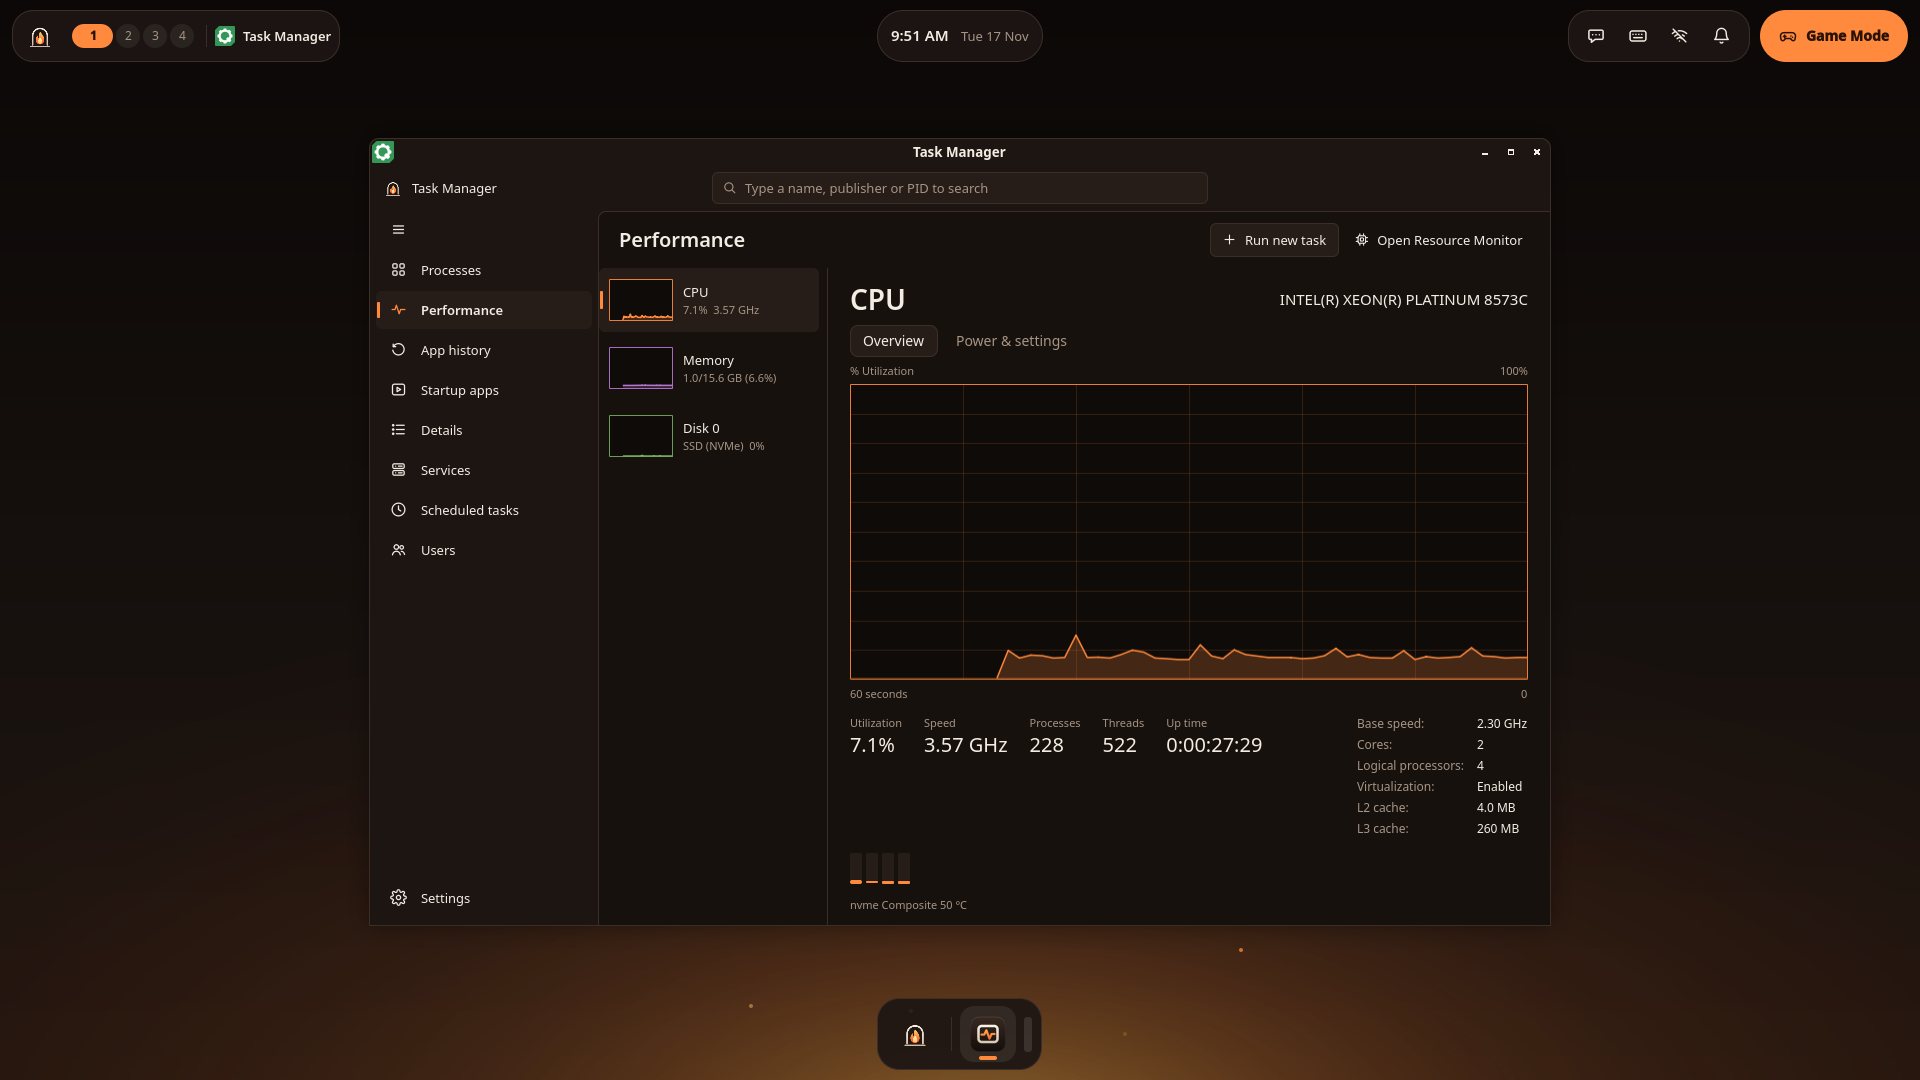 1 2 3 4 Task Manager
9:51 AM Tue 17 Nov
Game Mode
Task Manager
Task Manager
Type a name, publisher or PID to search
Performance
Run new task
Open Resource Monitor
Processes
Performance
App history
Startup apps
Details
Services
Scheduled tasks
Users
Settings
CPU
7.1% 3.57 GHz
Memory
1.0/15.6 GB (6.6%)
Disk 0
SSD (NVMe) 0%
CPU
INTEL(R) XEON(R) PLATINUM 8573C
Overview
Power & settings
% Utilization
100%
60 seconds
0
Utilization
7.1%
Speed
3.57 GHz
Processes
228
Threads
522
Up time
0:00:27:29
Base speed: 2.30 GHz
Cores: 2
Logical processors: 4
Virtualization: Enabled
L2 cache: 4.0 MB
L3 cache: 260 MB
nvme Composite 50 °C